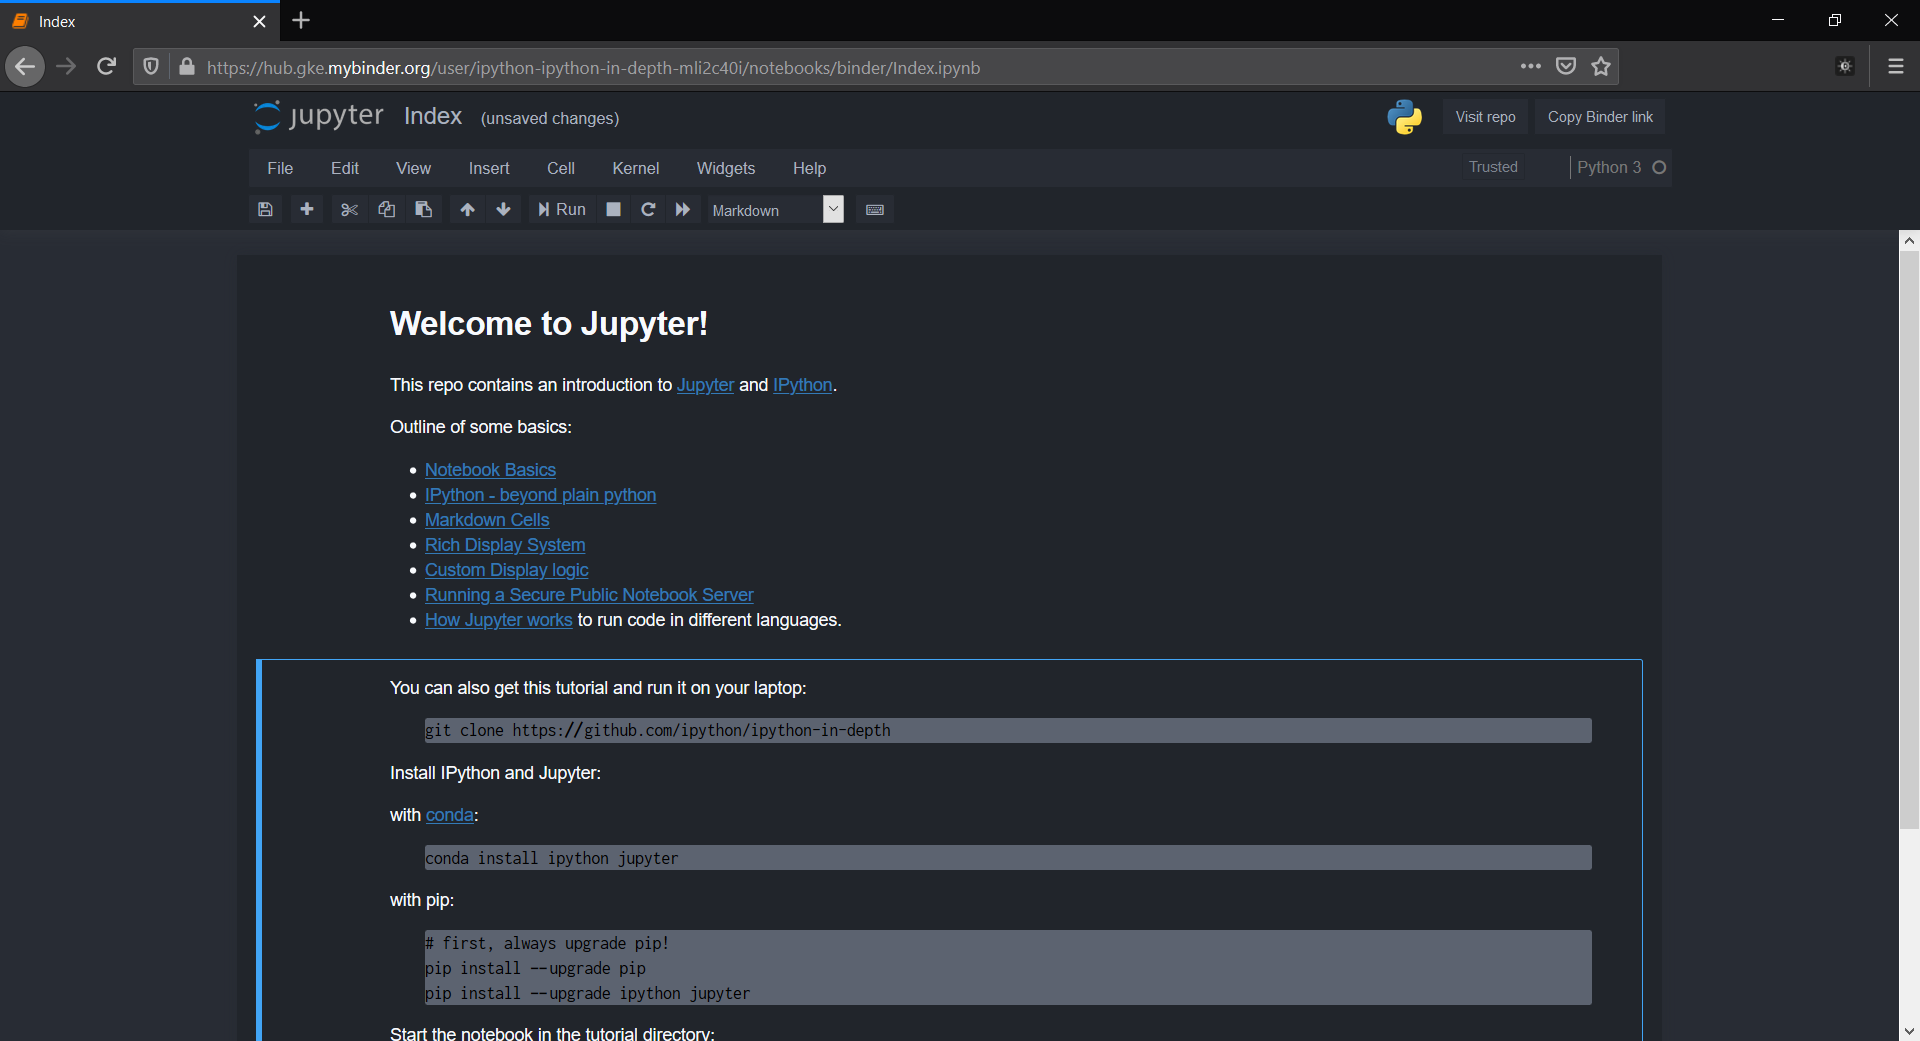 Index
https://hub.gke.mybinder.org/user/ipython-ipython-in-depth-mli2c40i/notebooks/binder/Index.ipynb
jupyter Index (unsaved changes) Visit repo Copy Binder link
File Edit View Insert Cell Kernel Widgets Help Trusted Python 3
Run Markdown
Welcome to Jupyter!
This repo contains an introduction to Jupyter and IPython.
Outline of some basics:
• Notebook Basics
• IPython - beyond plain python
• Markdown Cells
• Rich Display System
• Custom Display logic
• Running a Secure Public Notebook Server
• How Jupyter works to run code in different languages.
You can also get this tutorial and run it on your laptop:
git clone https://github.com/ipython/ipython-in-depth
Install IPython and Jupyter:
with conda:
conda install ipython jupyter
with pip:
# first, always upgrade pip!
pip install --upgrade pip
pip install --upgrade ipython jupyter
Start the notebook in the tutorial directory: